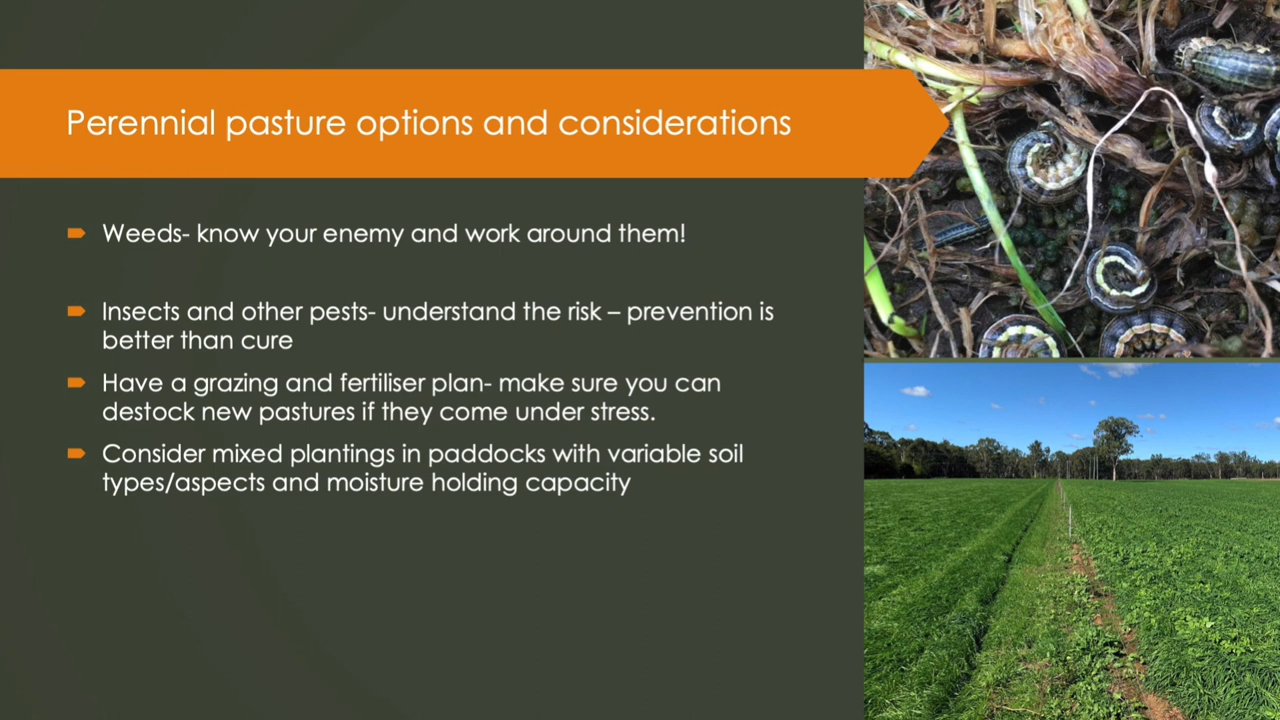 Perennial pasture options and considerations
Weeds- know your enemy and work around them!
Insects and other pests- understand the risk – prevention is
better than cure
Have a grazing and fertiliser plan- make sure you can
destock new pastures if they come under stress.
Consider mixed plantings in paddocks with variable soil
types/aspects and moisture holding capacity